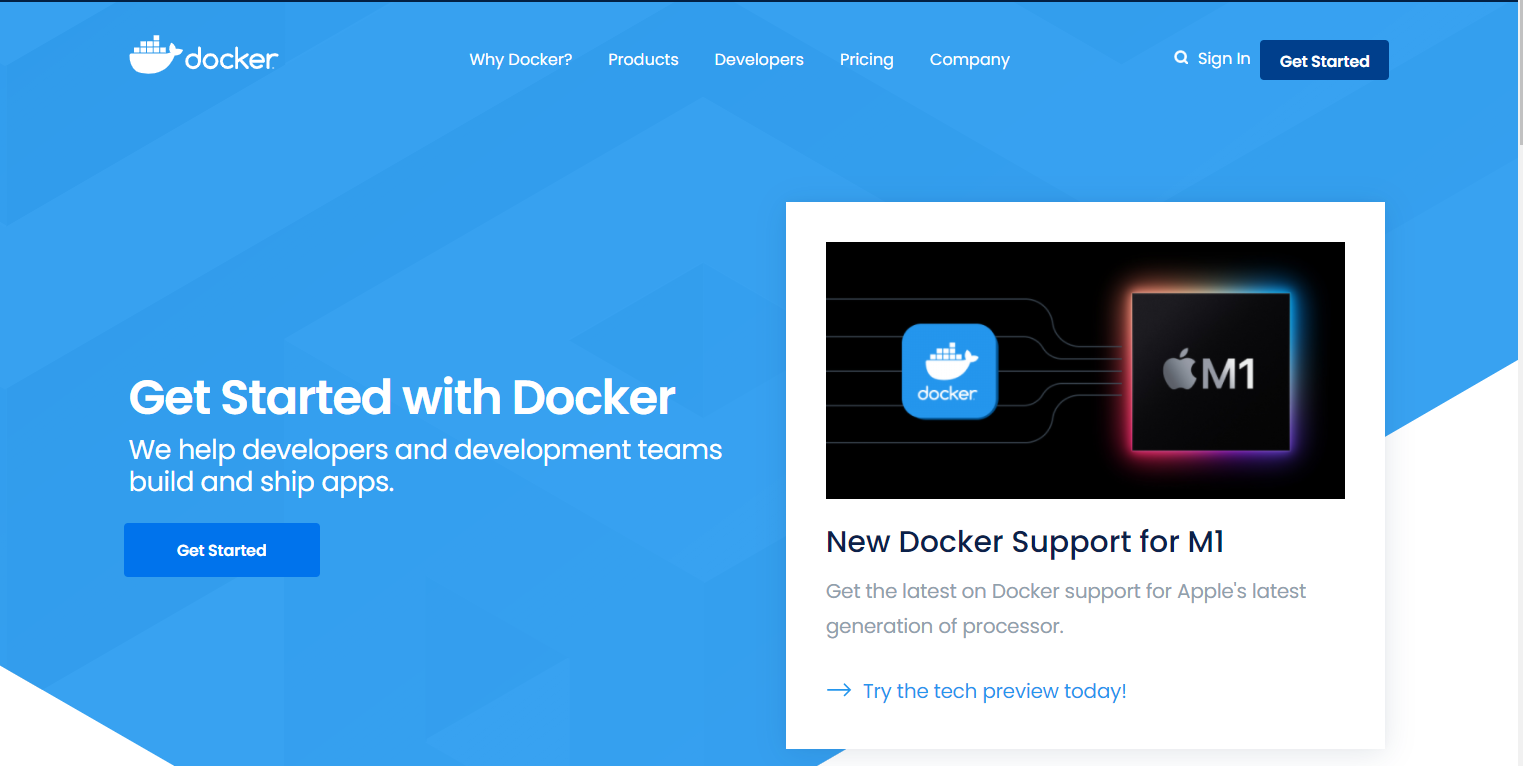 docker
Why Docker?
Products
Developers
Pricing
Company
Sign In
Get Started
Get Started with Docker
We help developers and development teams
build and ship apps.
Get Started
docker
M1
New Docker Support for M1
Get the latest on Docker support for Apple's latest
generation of processor.
→ Try the tech preview today!